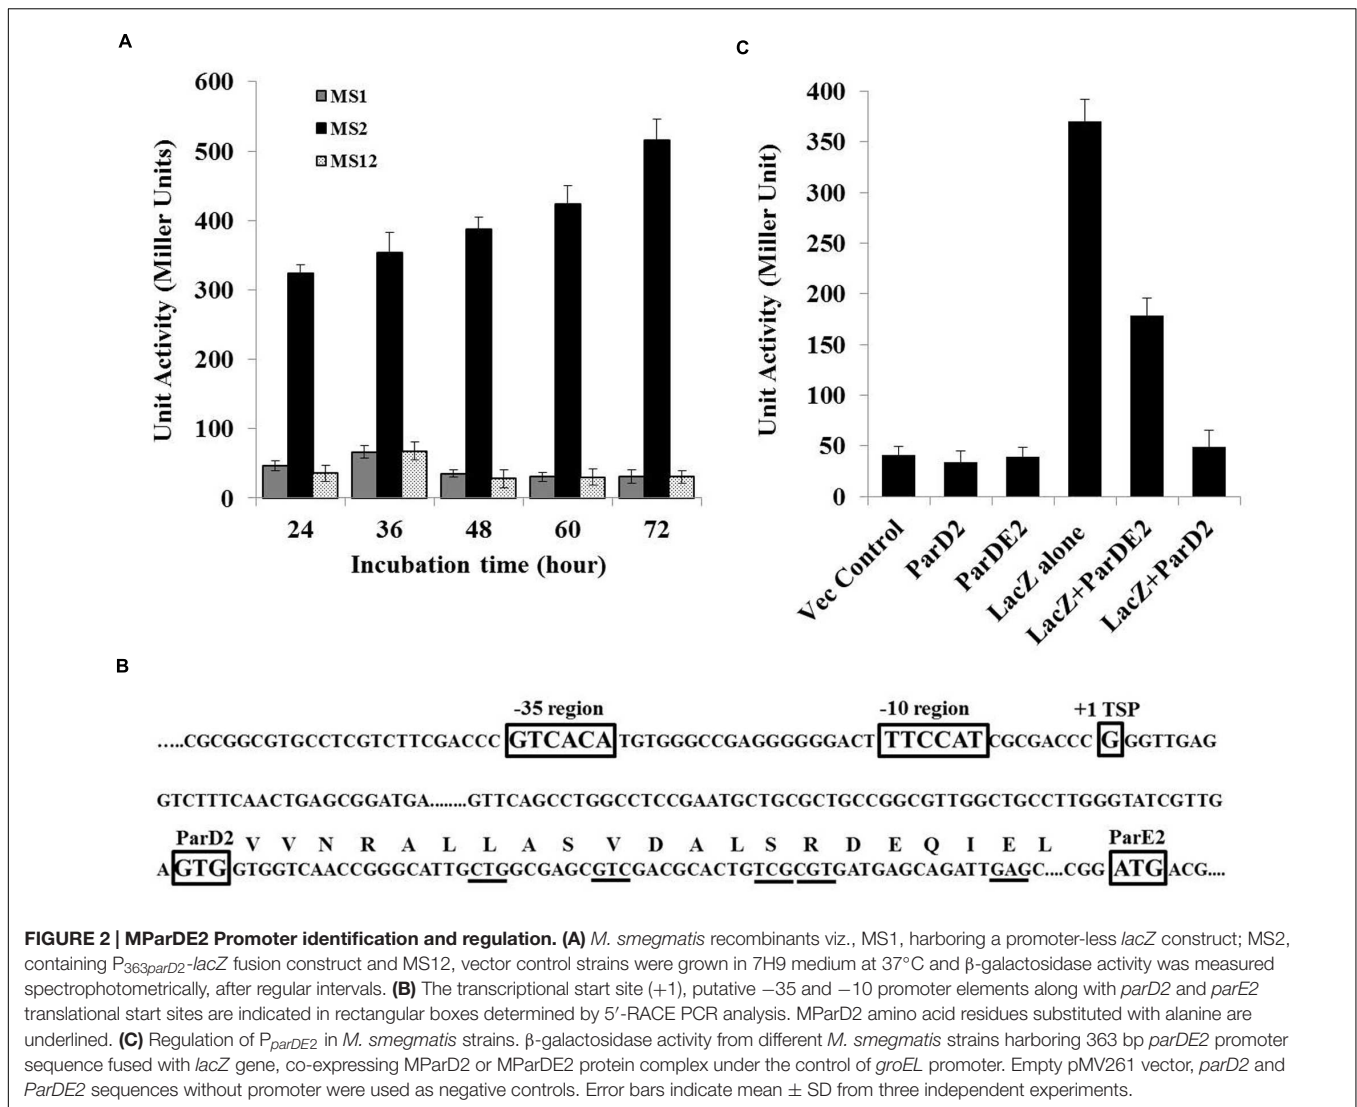 A
600
500
400
300
200
100
0
Unit Activity (Miller Units)
MS1
MS2
MS12
24 36 48 60 72
Incubation time (hour)
C
400
350
300
250
200
150
100
50
0
Unit Activity (Miller Unit)
Vec Control
ParD2
ParDE2
LacZ alone
LacZ+ParDE2
LacZ+ParD2
B
-35 region -10 region +1 TSP
.....CGCGGCGTGCCTCGTCTTCGACCC GTCACA TGTGGGCCGAGGGGGGACT TTCCAT CGCGACCC G GGTTGAG
GTCTTTCAACTGAGCGGATGA........GTTCAGCCTGGCCTCCGAATGCTGCGCTGCCGGCGTTGGCTGCCTTGGGTATCGTTG
ParD2 V V N R A L L A S V D A L S R D E Q I E L ParE2
A GTG GTGGTCAACCGGGCATTGCTGGCGAGCGTCGACGCACTGTCGCGTGATGAGCAGATTGAGC....CGG ATG ACG....
FIGURE 2 | MParDE2 Promoter identification and regulation. (A) M. smegmatis recombinants viz., MS1, harboring a promoter-less lacZ construct; MS2,
containing P363parD2-lacZ fusion construct and MS12, vector control strains were grown in 7H9 medium at 37°C and β-galactosidase activity was measured
spectrophotometrically, after regular intervals. (B) The transcriptional start site (+1), putative −35 and −10 promoter elements along with parD2 and parE2
translational start sites are indicated in rectangular boxes determined by 5′-RACE PCR analysis. MParD2 amino acid residues substituted with alanine are
underlined. (C) Regulation of PparDE2 in M. smegmatis strains. β-galactosidase activity from different M. smegmatis strains harboring 363 bp parDE2 promoter
sequence fused with lacZ gene, co-expressing MParD2 or MParDE2 protein complex under the control of groEL promoter. Empty pMV261 vector, parD2 and
ParDE2 sequences without promoter were used as negative controls. Error bars indicate mean ± SD from three independent experiments.